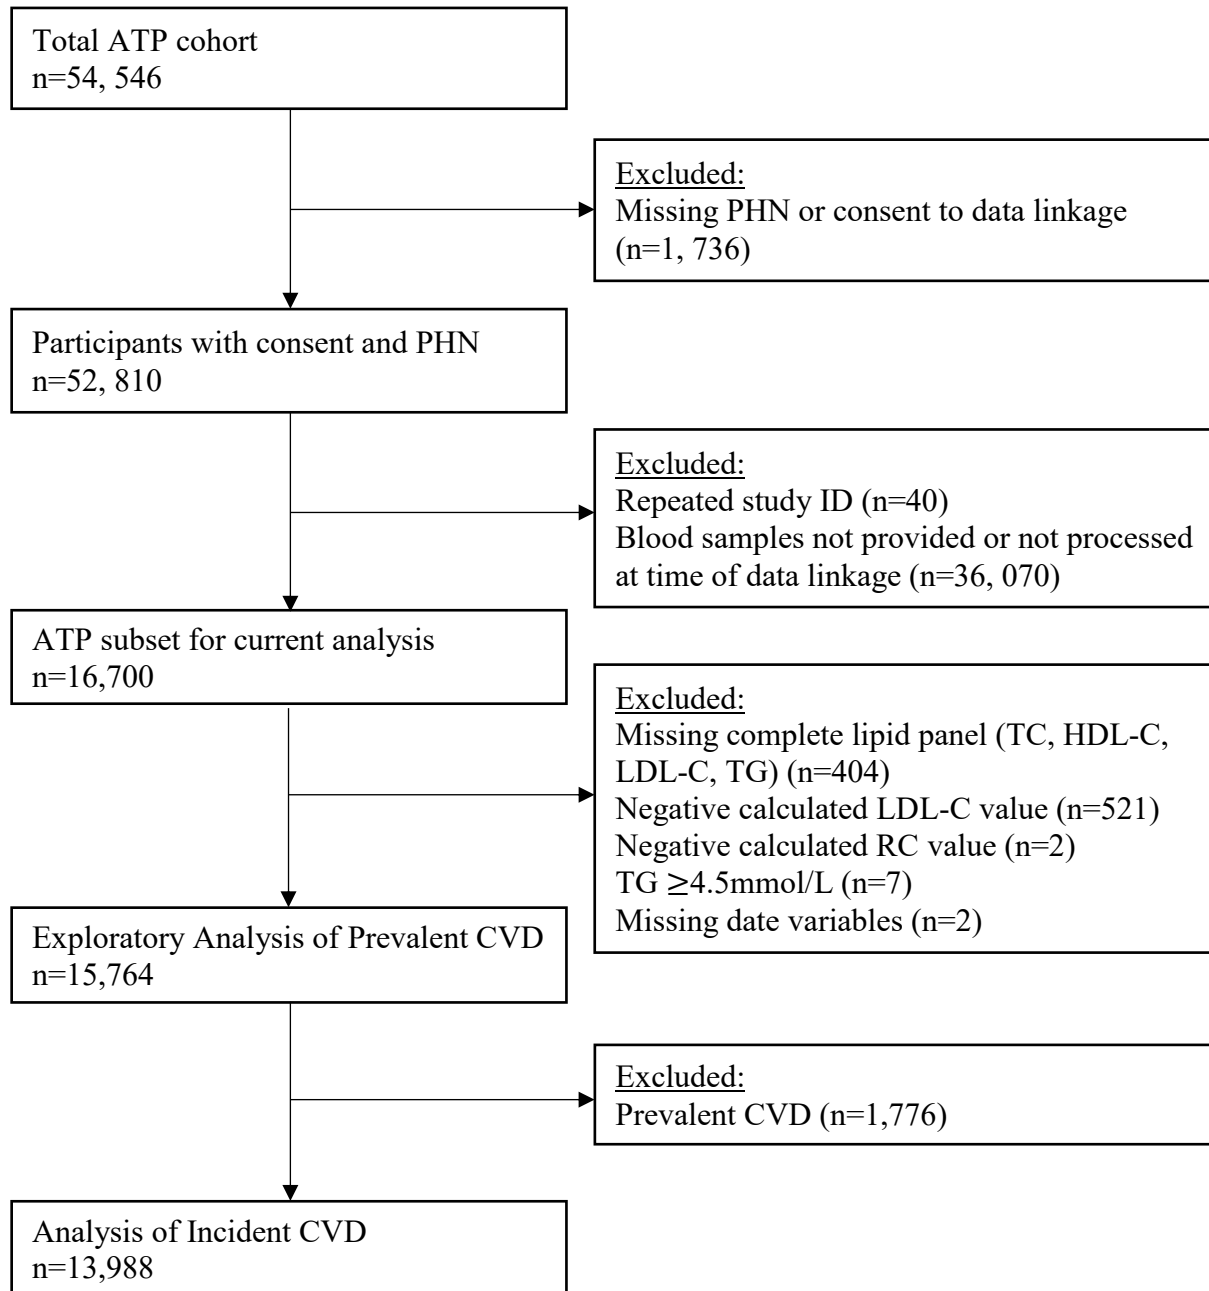 Total ATP cohort
n=54, 546
Excluded:
Missing PHN or consent to data linkage
(n=1, 736)
Participants with consent and PHN
n=52, 810
Excluded:
Repeated study ID (n=40)
Blood samples not provided or not processed
at time of data linkage (n=36, 070)
ATP subset for current analysis
n=16,700
Excluded:
Missing complete lipid panel (TC, HDL-C,
LDL-C, TG) (n=404)
Negative calculated LDL-C value (n=521)
Negative calculated RC value (n=2)
TG ≥4.5mmol/L (n=7)
Missing date variables (n=2)
Exploratory Analysis of Prevalent CVD
n=15,764
Excluded:
Prevalent CVD (n=1,776)
Analysis of Incident CVD
n=13,988